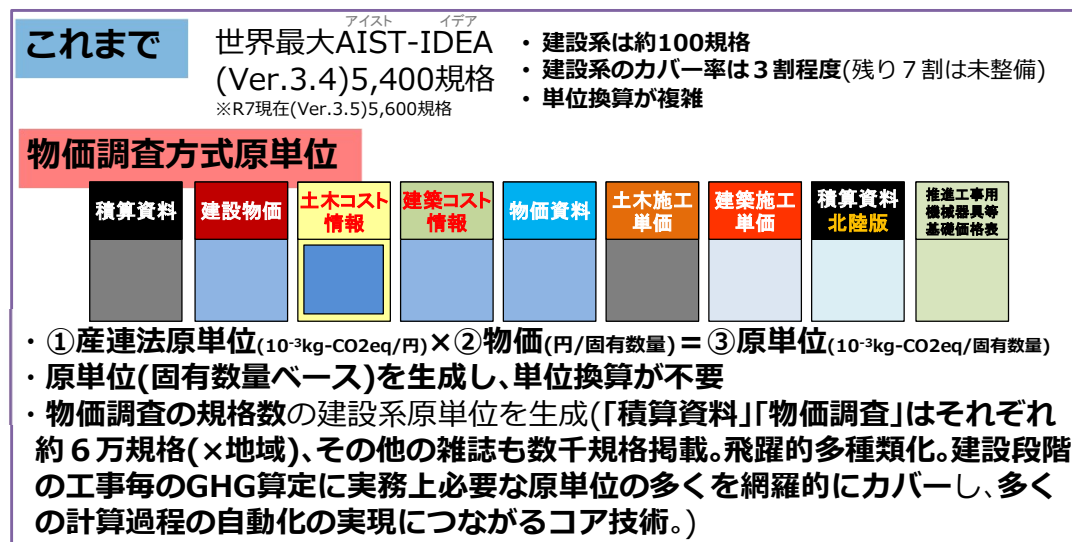 これまで
アイスト イデア
世界最大AIST-IDEA
(Ver.3.4)5,400規格
※R7現在(Ver.3.5)5,600規格
・ 建設系は約100規格
・ 建設系のカバー率は３割程度(残り７割は未整備)
・ 単位換算が複雑
物価調査方式原単位
積算資料
建設物価
土木コスト
情報
建築コスト
情報
物価資料
土木施工
単価
建築施工
単価
積算資料
北陸版
推進工事用
機械器具等
基礎価格表
・①産連法原単位(10-³kg-CO2eq/円)×②物価(円/固有数量)＝③原単位(10-³kg-CO2eq/固有数量)
・原単位(固有数量ベース)を生成し、単位換算が不要
・物価調査の規格数の建設系原単位を生成(「積算資料」「物価調査」はそれぞれ
約６万規格(×地域)、その他の雑誌も数千規格掲載。飛躍的多種類化。建設段階
の工事毎のGHG算定に実務上必要な原単位の多くを網羅的にカバーし、多く
の計算過程の自動化の実現につながるコア技術。)